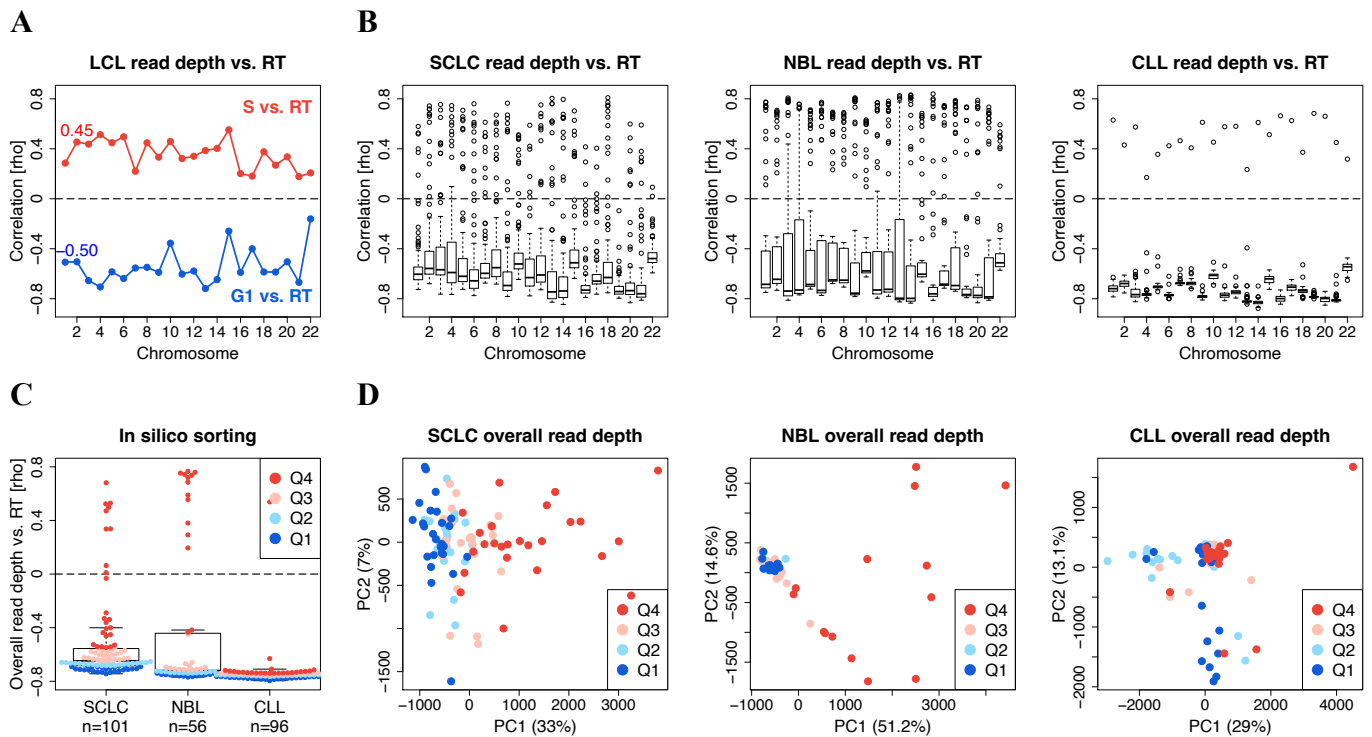 A
B
LCL read depth vs. RT
SCLC read depth vs. RT
NBL read depth vs. RT
CLL read depth vs. RT
Correlation [rho]
0.8
0.4
0
−0.4
−0.8
S vs. RT
0.45
−0.50
G1 vs. RT
2 4 6 8 10 12 14 16 18 20 22
Chromosome
Correlation [rho]
0.8
0.4
0
−0.4
−0.8
2 4 6 8 10 12 14 16 18 20 22
Chromosome
Correlation [rho]
0.8
0.4
0
−0.4
−0.8
2 4 6 8 10 12 14 16 18 20 22
Chromosome
Correlation [rho]
0.8
0.4
0
−0.4
−0.8
2 4 6 8 10 12 14 16 18 20 22
Chromosome
C
D
In silico sorting
SCLC overall read depth
NBL overall read depth
CLL overall read depth
Overall read depth vs. RT [rho]
0.8
0.4
0
−0.4
−0.8
Q4
Q3
Q2
Q1
SCLC NBL CLL
n=101 n=56 n=96
PC2 (7%)
500
0
−500
−1500
Q4
Q3
Q2
Q1
−1000 0 1000 2000 3000
PC1 (33%)
PC2 (14.6%)
1500
500
−500
−1500
Q4
Q3
Q2
Q1
−1000 0 1000 3000
PC1 (51.2%)
PC2 (13.1%)
1000
0
−1000
−2000
Q4
Q3
Q2
Q1
−2000 0 2000 4000
PC1 (29%)